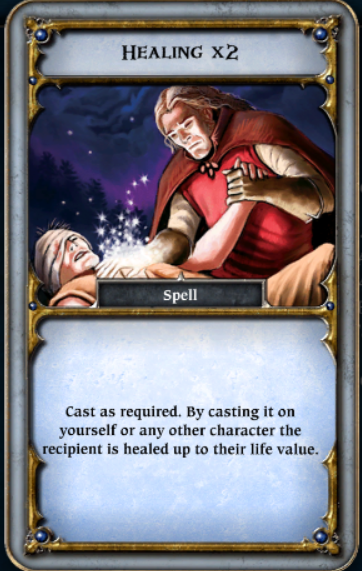 Healing x2
Spell
Cast as required. By casting it on
yourself or any other character the
recipient is healed up to their life value.